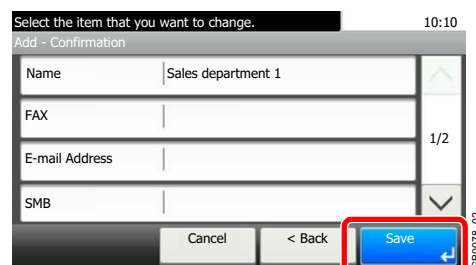 Select the item that you want to change. 10:10
Add - Confirmation
Name Sales department 1
FAX
1/2
E-mail Address
SMB
Cancel < Back Save